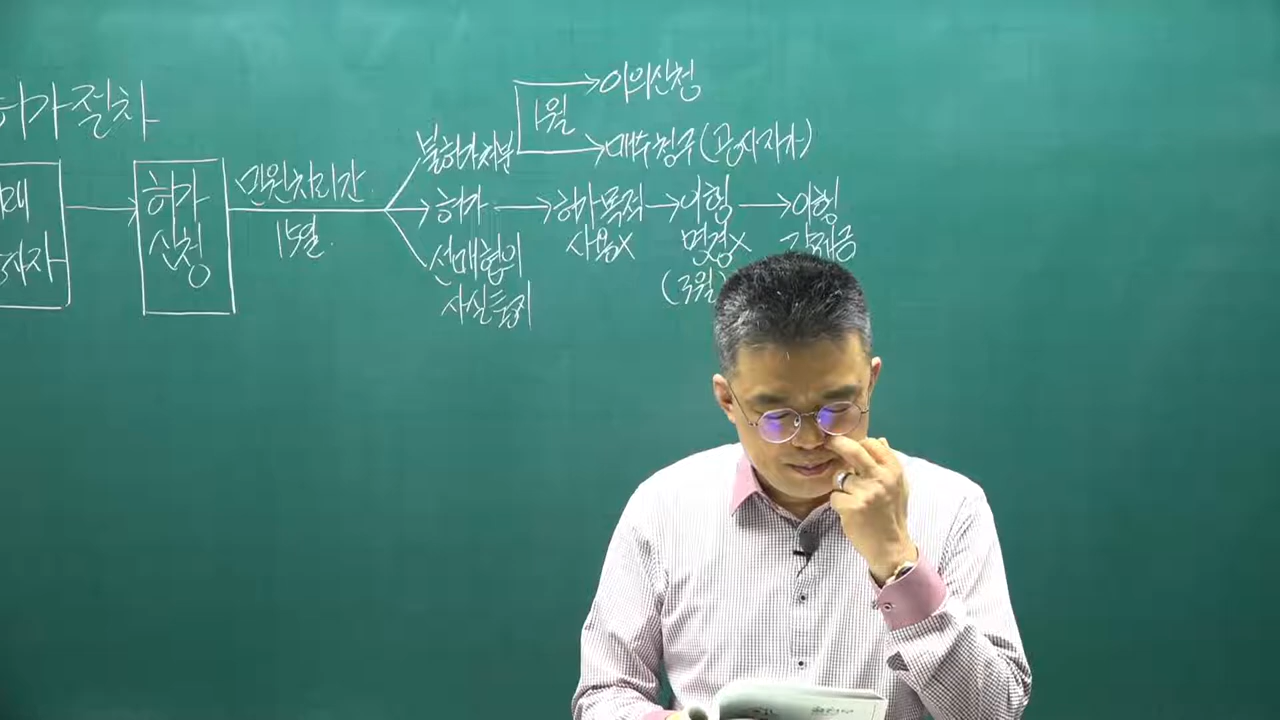 허가절차
허가
신청
민원처리기간
15일
불허가처분
1월
이의신청
매수청구(공사지자)
허가
허가목적
사용X
이행
명령X
(3월)
이행
강제금
선매협의
사실통지